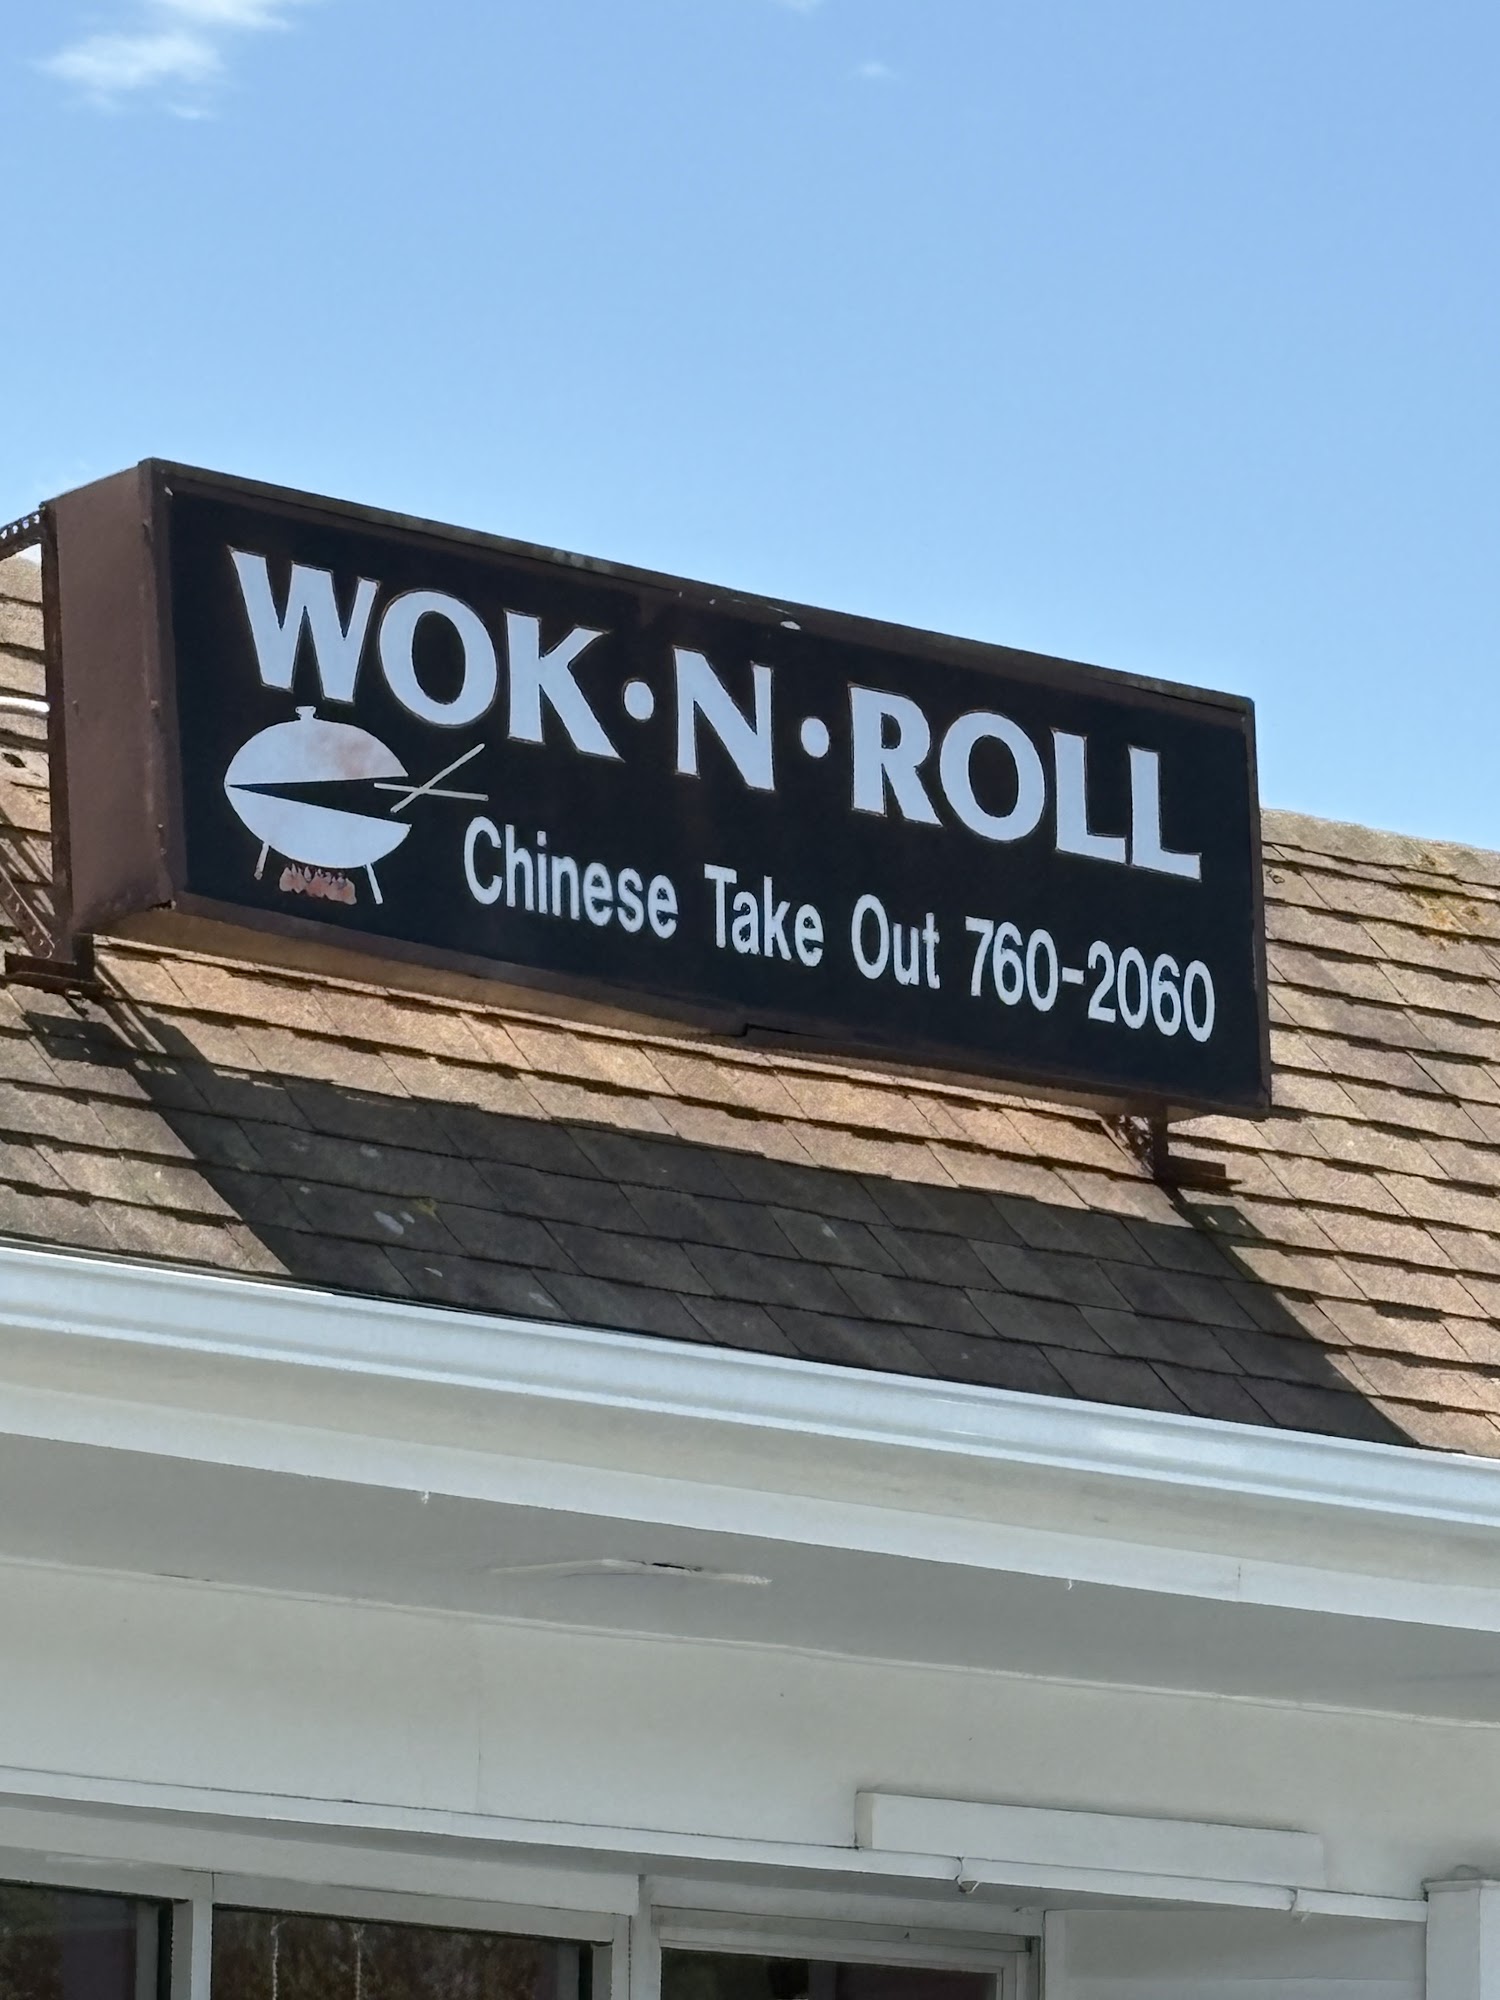 WOK·N·ROLL
Chinese Take Out 760-2060